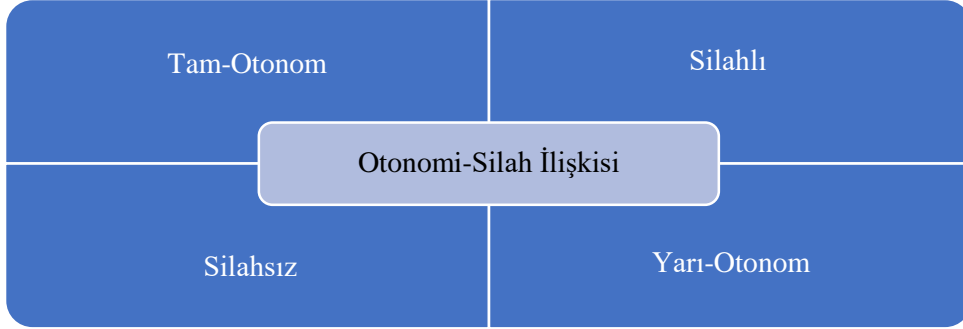 Tam-Otonom
Silahlı
Otonomi-Silah İlişkisi
Silahsız
Yarı-Otonom